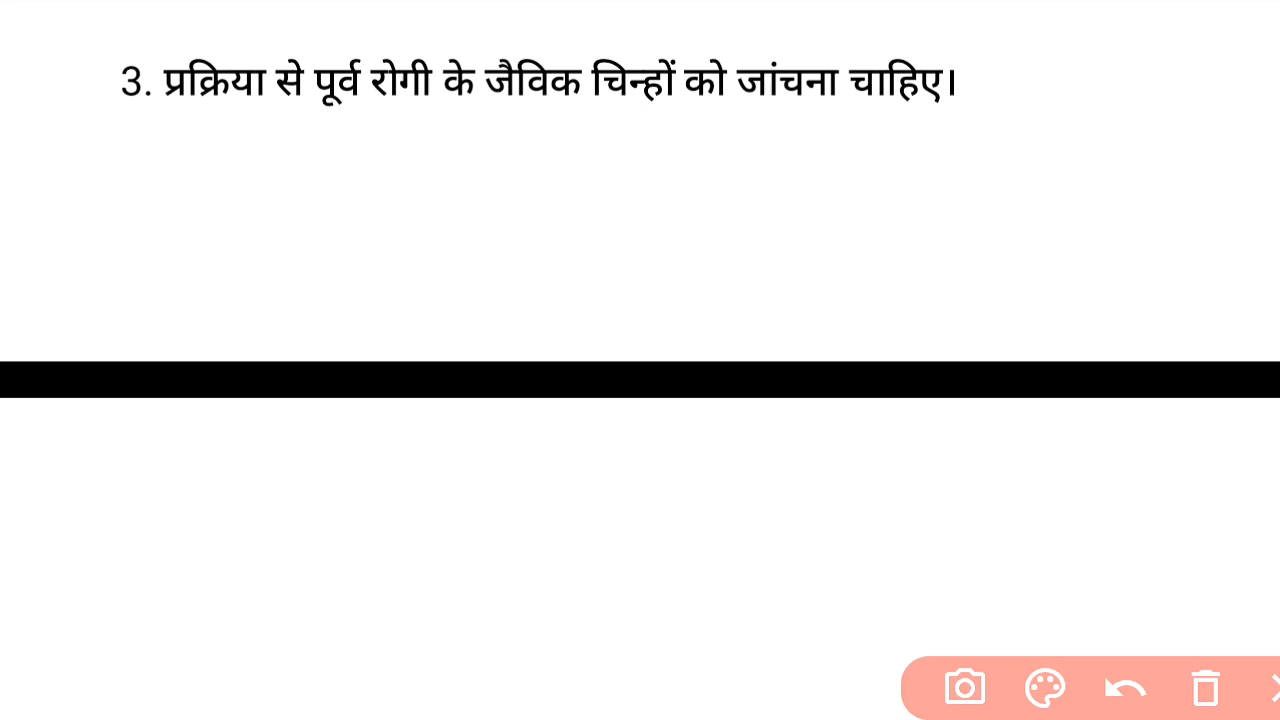 3. प्रक्रिया से पूर्व रोगी के जैविक चिन्हों को जांचना चाहिए।